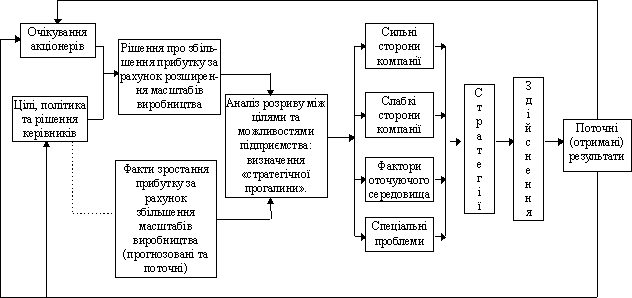 Очікування
акціонерів
Цілі, політика
та рішення
керівників
Рішення про збіль-
шення прибутку за
рахунок розширен-
ня масштабів
виробництва
Факти зростання
прибутку за
рахунок
збільшення
масштабів
виробництва
(прогнозовані та
поточні)
Аналіз розриву між
цілями та
можливостями
підприємства:
визначення
«стратегічної
прогалини».
Сильні
сторони
компанії
Слабкі
сторони
компанії
Фактори
оточуючого
середовища
Спеціальні
проблеми
Стратегії
Здійснення
Поточні
(отримані)
результати